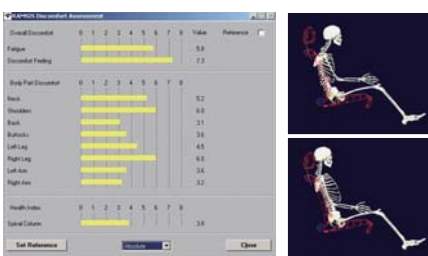 RAMSIS Discomfort Assessment
Overall Discomfort 0 1 2 3 4 5 6 7 8 Value Reference
Fatigue 5.8
Discomfort Feeling 7.3
Body Part Discomfort 0 1 2 3 4 5 6 7 8
Neck 5.2
Shoulders 6.0
Back 3.1
Buttocks 3.6
Left Leg 4.5
Right Leg 6.0
Left Arm 3.6
Right Arm 3.2
Health Index 0 1 2 3 4 5 6 7 8
Spinal Column 3.8
Set Reference Absolute Close